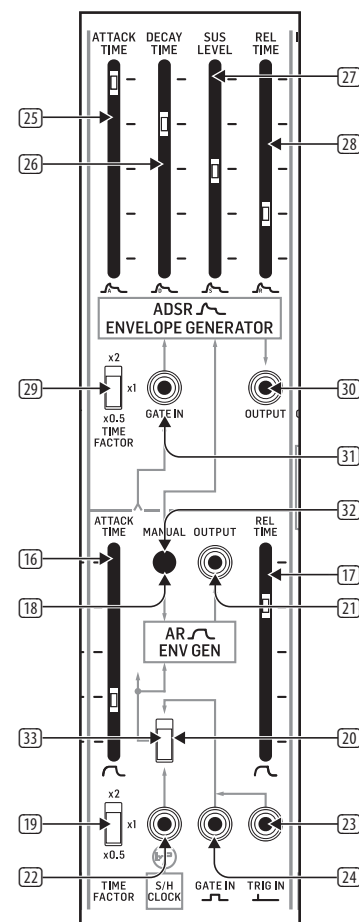 ATTACK TIME
DECAY TIME
SUS LEVEL
REL TIME
25
26
27
28
A
D
S
R
ADSR
ENVELOPE GENERATOR
x2
x1
x0.5
TIME FACTOR
GATE IN
OUTPUT
29
30
31
32
ATTACK TIME
MANUAL
OUTPUT
REL TIME
16
17
18
21
AR
ENV GEN
33
20
x2
x1
x0.5
TIME FACTOR
S/H CLOCK
GATE IN
TRIG IN
19
23
22
24